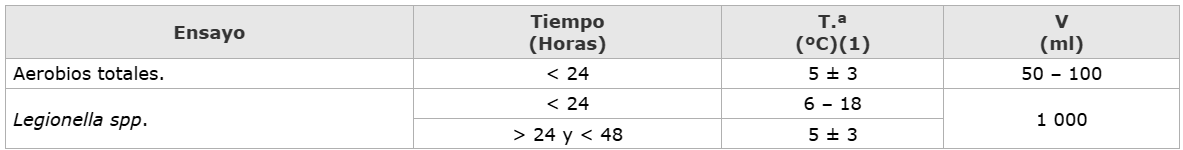 Ensayo
Tiempo
(Horas)
T.ª
(ºC)(1)
V
(ml)
Aerobios totales.
< 24
5 ± 3
50 – 100
Legionella spp.
< 24
6 – 18
> 24 y < 48
5 ± 3
1 000